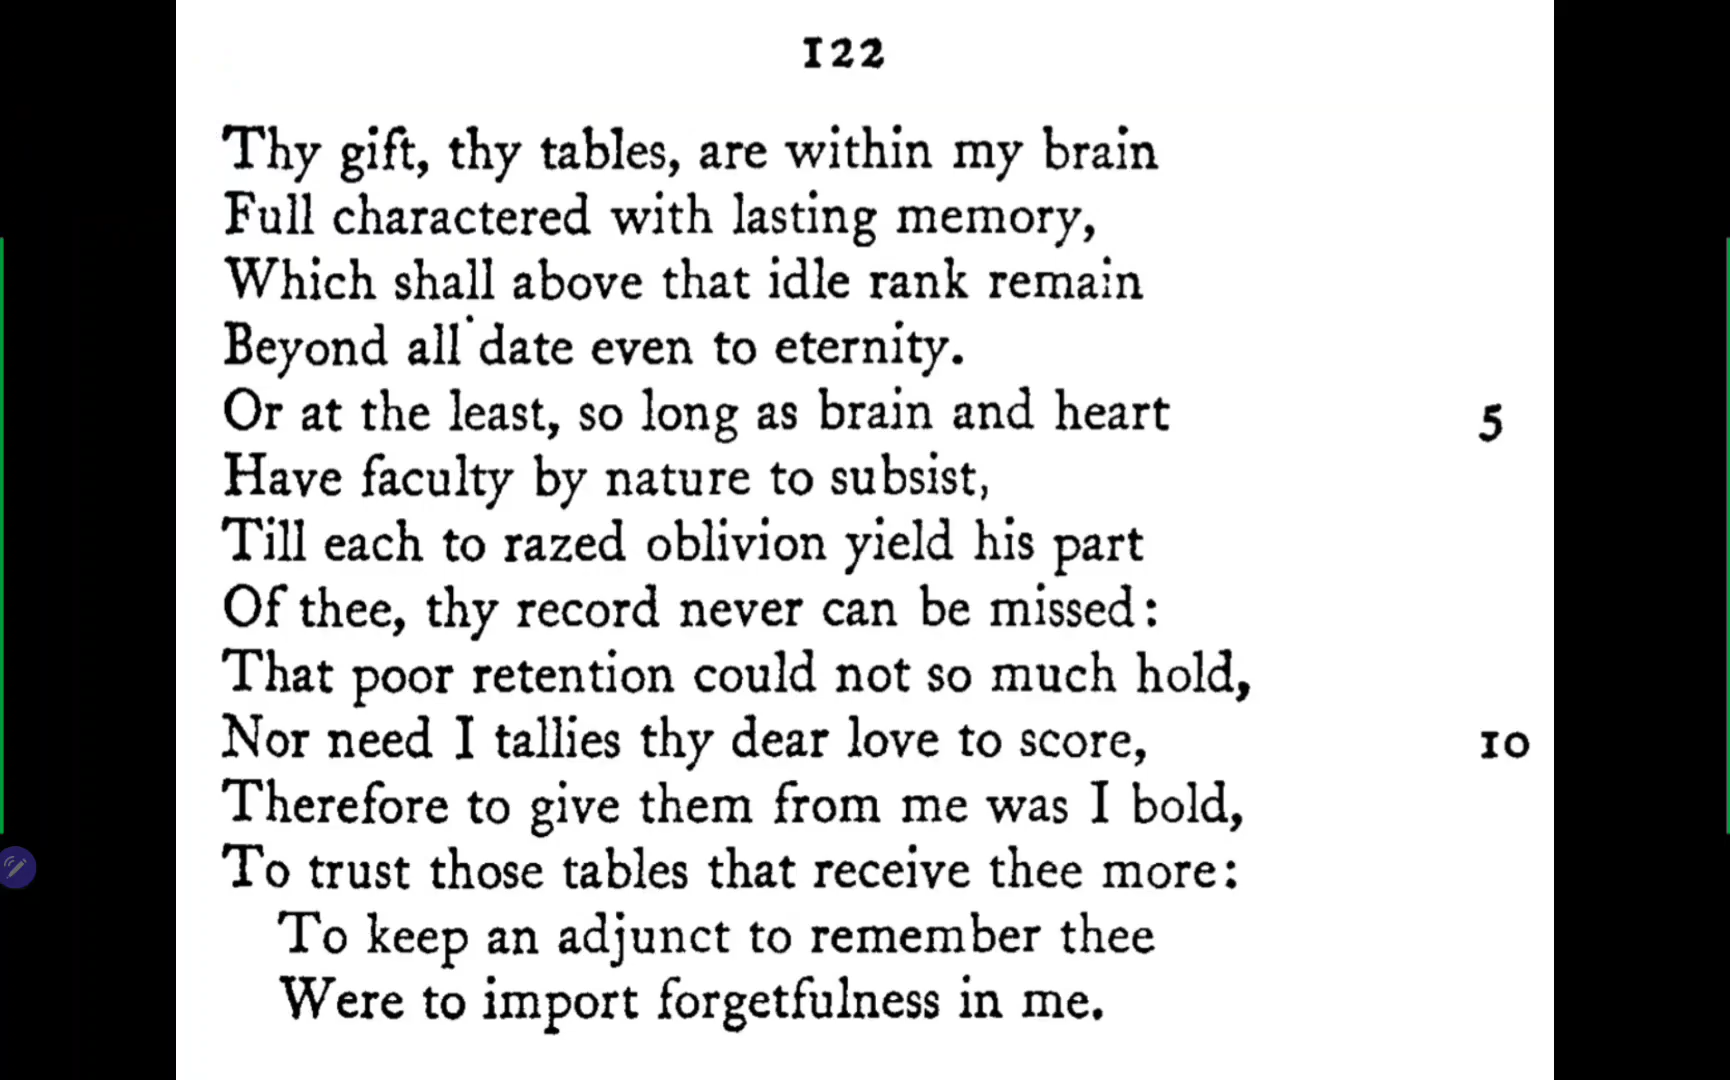 122
Thy gift, thy tables, are within my brain
Full charactered with lasting memory,
Which shall above that idle rank remain
Beyond all date even to eternity.
Or at the least, so long as brain and heart 5
Have faculty by nature to subsist,
Till each to razed oblivion yield his part
Of thee, thy record never can be missed:
That poor retention could not so much hold,
Nor need I tallies thy dear love to score, 10
Therefore to give them from me was I bold,
To trust those tables that receive thee more:
To keep an adjunct to remember thee
Were to import forgetfulness in me.